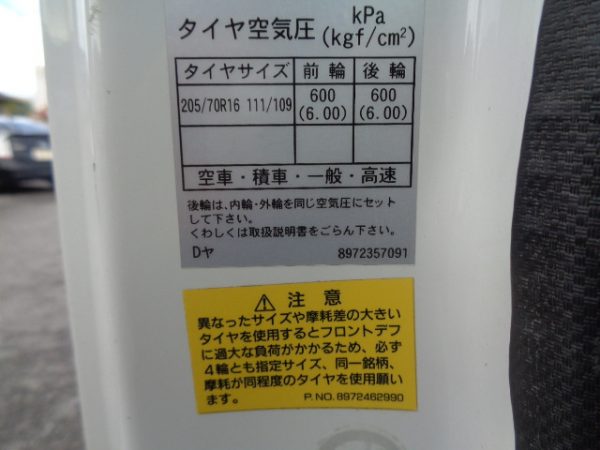 タイヤ空気圧 kPa (kgf/cm²)
タイヤサイズ 前輪 後輪
205/70R16 111/109 600 (6.00) 600 (6.00)
空車・積車・一般・高速
後輪は、内輪・外輪を同じ空気圧にセット
して下さい。
くわしくは取扱説明書をごらん下さい。
Dヤ 8972357091
⚠ 注意
異なったサイズや摩耗差の大きい
タイヤを使用するとフロントデフ
に過大な負荷がかかるため、必ず
4輪とも指定サイズ、同一銘柄、
摩耗が同程度のタイヤを使用願い
ます。 P.NO.8972462990